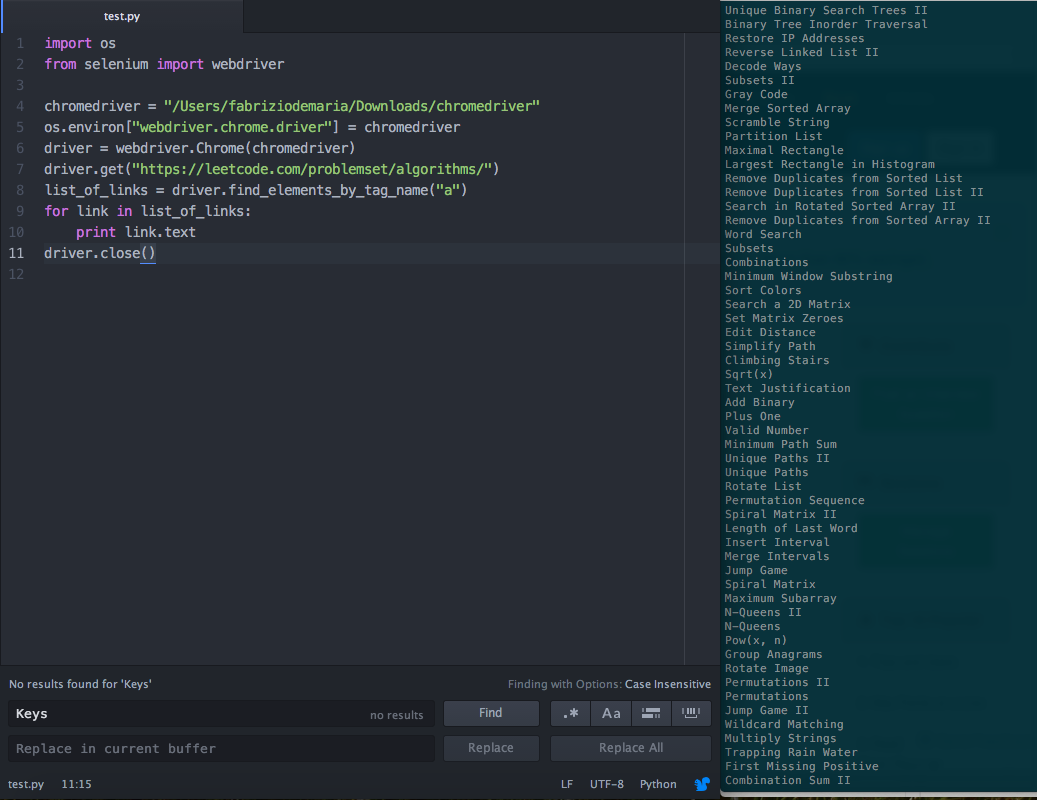 test.py
1 import os
2 from selenium import webdriver
3
4 chromedriver = "/Users/fabriziodemaria/Downloads/chromedriver"
5 os.environ["webdriver.chrome.driver"] = chromedriver
6 driver = webdriver.Chrome(chromedriver)
7 driver.get("https://leetcode.com/problemset/algorithms/")
8 list_of_links = driver.find_elements_by_tag_name("a")
9 for link in list_of_links:
10     print link.text
11 driver.close()
12
No results found for 'Keys'
Finding with Options: Case Insensitive
Keys
no results
Find
.*
Aa
Replace in current buffer
Replace
Replace All
test.py 11:15
LF UTF-8 Python
Unique Binary Search Trees II
Binary Tree Inorder Traversal
Restore IP Addresses
Reverse Linked List II
Decode Ways
Subsets II
Gray Code
Merge Sorted Array
Scramble String
Partition List
Maximal Rectangle
Largest Rectangle in Histogram
Remove Duplicates from Sorted List
Remove Duplicates from Sorted List II
Search in Rotated Sorted Array II
Remove Duplicates from Sorted Array II
Word Search
Subsets
Combinations
Minimum Window Substring
Sort Colors
Search a 2D Matrix
Set Matrix Zeroes
Edit Distance
Simplify Path
Climbing Stairs
Sqrt(x)
Text Justification
Add Binary
Plus One
Valid Number
Minimum Path Sum
Unique Paths II
Unique Paths
Rotate List
Permutation Sequence
Spiral Matrix II
Length of Last Word
Insert Interval
Merge Intervals
Jump Game
Spiral Matrix
Maximum Subarray
N-Queens II
N-Queens
Pow(x, n)
Group Anagrams
Rotate Image
Permutations II
Permutations
Jump Game II
Wildcard Matching
Multiply Strings
Trapping Rain Water
First Missing Positive
Combination Sum II